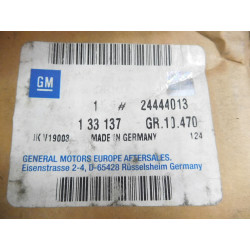 GM
1 # 24444013
1 33 137 GR.10.470
MADE IN GERMANY 124
GENERAL MOTORS EUROPE AFTERSALES.
Eisenstrasse 2-4, D-65428 Rüsselsheim Germany